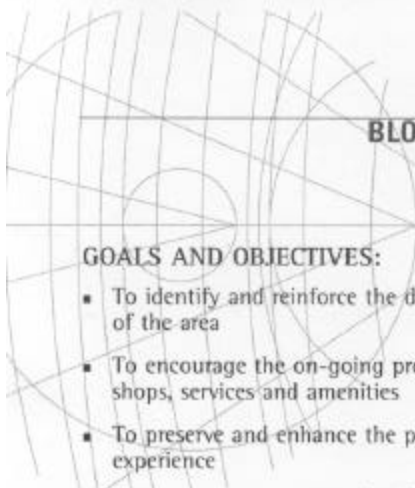 BLO
GOALS AND OBJECTIVES:
▪ To identify and reinforce the d
of the area
▪ To encourage the on-going pro
shops, services and amenities
▪ To preserve and enhance the p
experience